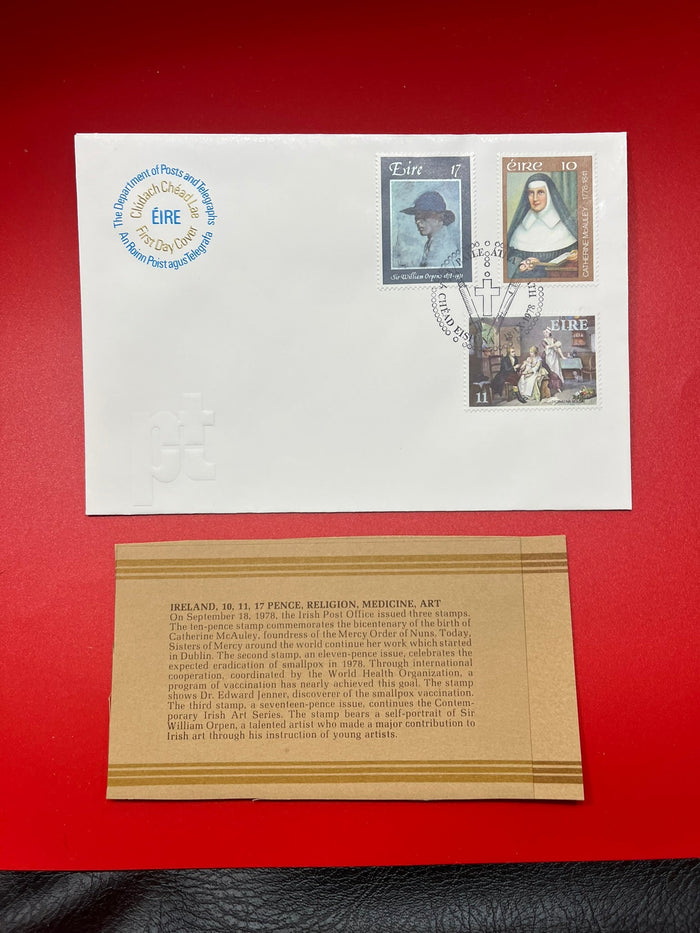 The Department of Posts and Telegraphs
Clúdach Chéad Lae
ÉIRE
First Day Cover
An Roinn Poist agus Telegrafa
pt
Éire 17
Sir William Orpen 1878-1931
éire 10
CATHERINE McAULEY 1778-1841
BAILE ÁTHA
CHÉAD
ÉIRE
11
IRELAND, 10, 11, 17 PENCE, RELIGION, MEDICINE, ART
On September 18, 1978, the Irish Post Office issued three stamps.
The ten-pence stamp commemorates the bicentenary of the birth of
Catherine McAuley, foundress of the Mercy Order of Nuns. Today,
Sisters of Mercy around the world continue her work which started
in Dublin. The second stamp, an eleven-pence issue, celebrates the
expected eradication of smallpox in 1978. Through international
cooperation, coordinated by the World Health Organization, a
program of vaccination has nearly achieved this goal. The stamp
shows Dr. Edward Jenner, discoverer of the smallpox vaccination.
The third stamp, a seventeen-pence issue, continues the Contem-
porary Irish Art Series. The stamp bears a self-portrait of Sir
William Orpen, a talented artist who made a major contribution to
Irish art through his instruction of young artists.